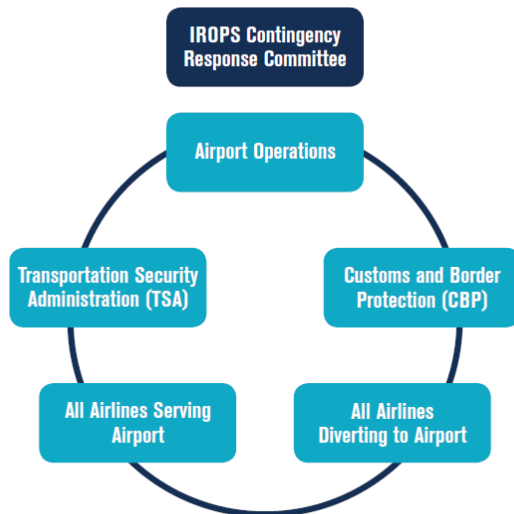 IROPS Contingency
Response Committee
Airport Operations
Transportation Security
Administration (TSA)
Customs and Border
Protection (CBP)
All Airlines Serving
Airport
All Airlines
Diverting to Airport